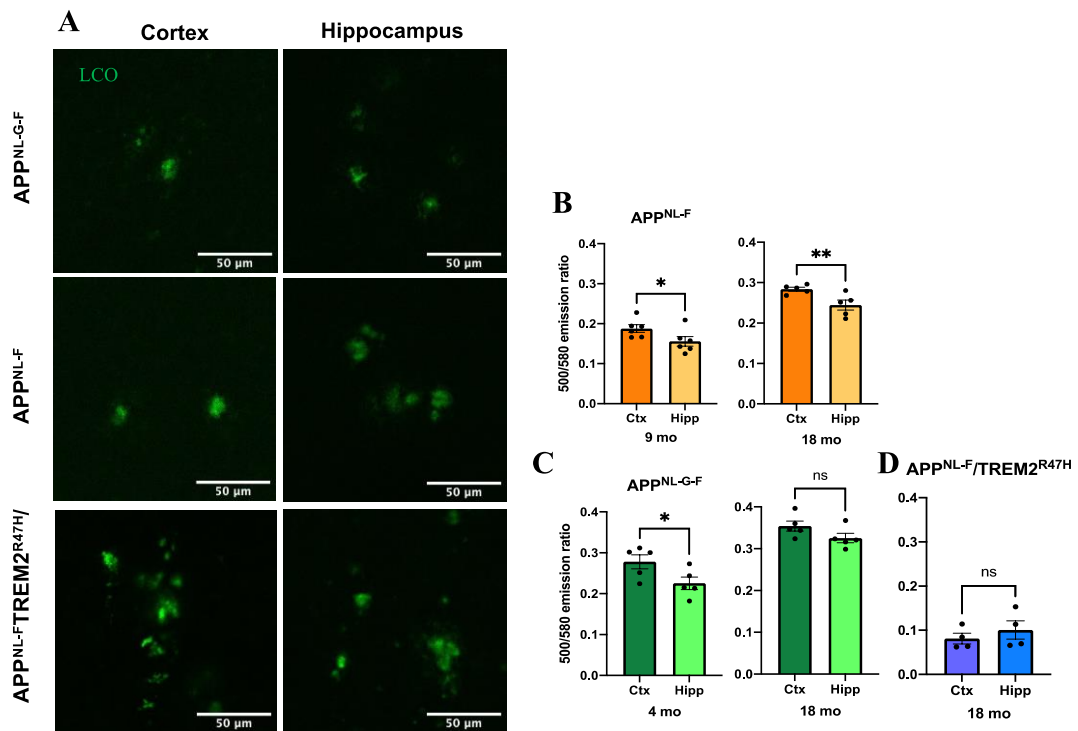 A
Cortex
Hippocampus
LCO
APPNL-G-F
50 μm
50 μm
APPNL-F
50 μm
50 μm
APPNL-FTREM2R47H/
50 μm
50 μm
B
APPNL-F
500/580 emission ratio
0.4
0.3
0.2
0.1
0.0
*
Ctx
Hipp
9 mo
0.4
0.3
0.2
0.1
0.0
**
Ctx
Hipp
18 mo
C
APPNL-G-F
500/580 emission ratio
0.4
0.3
0.2
0.1
0.0
*
Ctx
Hipp
4 mo
0.4
0.3
0.1
0.0
ns
Ctx
Hipp
18 mo
D
APPNL-F/TREM2R47H
0.4
0.3
0.2
0.1
0.0
ns
Ctx
Hipp
18 mo